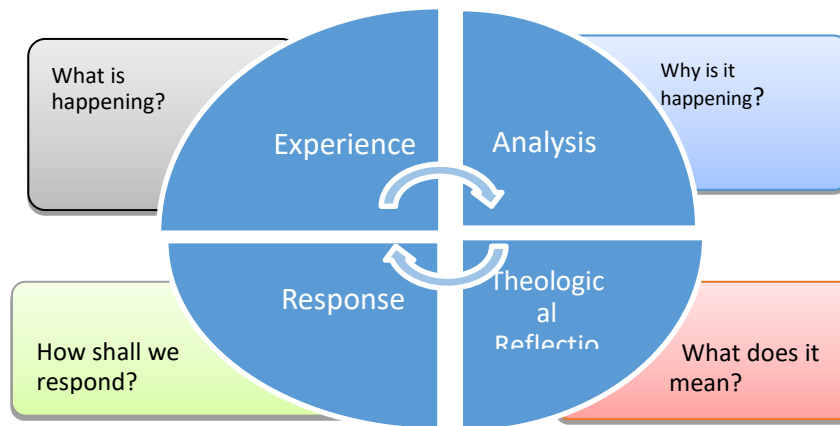 What is
happening?
Experience
Analysis
Why is it
happening?
How shall we
respond?
Response
Theologic
al
Reflectio
What does it
mean?